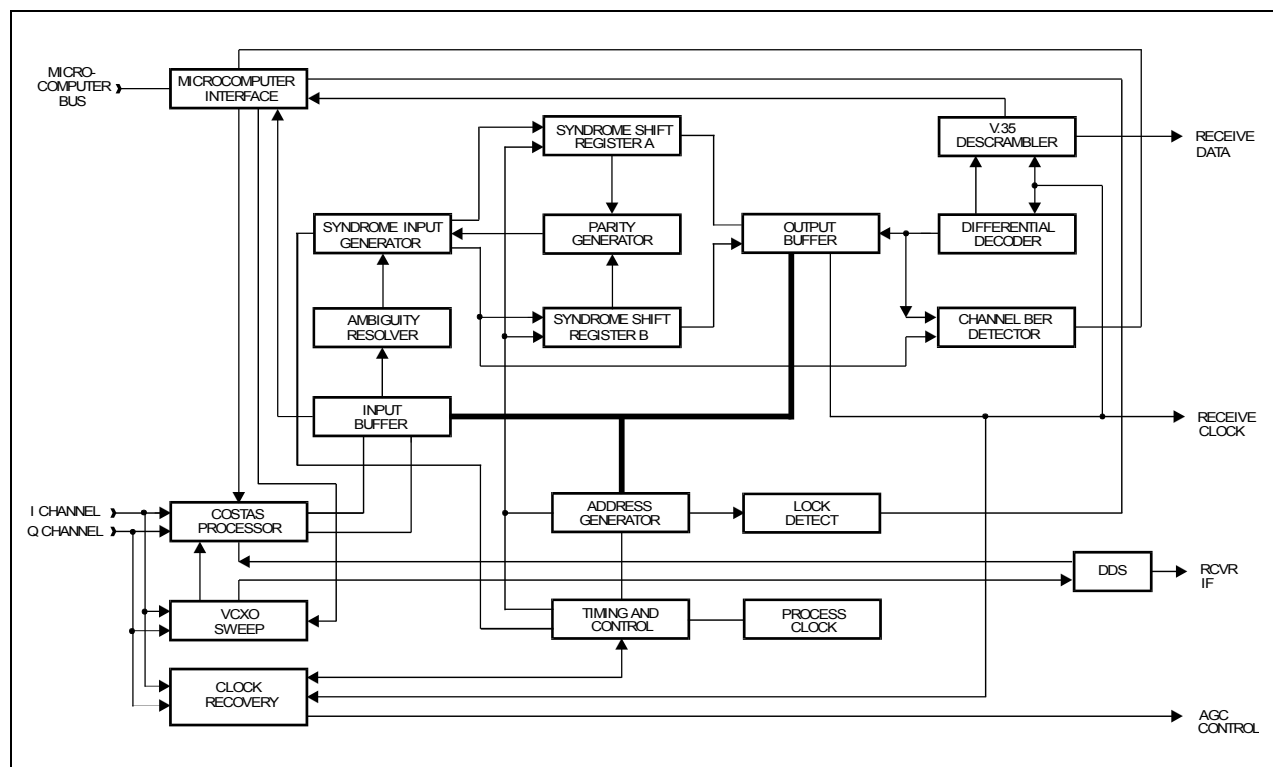 MICRO-
COMPUTER
BUS
MICROCOMPUTER
INTERFACE
SYNDROME SHIFT
REGISTER A
V.35
DESCRAMBLER
RECEIVE
DATA
SYNDROME INPUT
GENERATOR
PARITY
GENERATOR
OUTPUT
BUFFER
DIFFERENTIAL
DECODER
AMBIGUITY
RESOLVER
SYNDROME SHIFT
REGISTER B
CHANNEL BER
DETECTOR
INPUT
BUFFER
RECEIVE
CLOCK
I CHANNEL
Q CHANNEL
COSTAS
PROCESSOR
ADDRESS
GENERATOR
LOCK
DETECT
DDS
RCVR
IF
VCXO
SWEEP
TIMING AND
CONTROL
PROCESS
CLOCK
CLOCK
RECOVERY
AGC
CONTROL